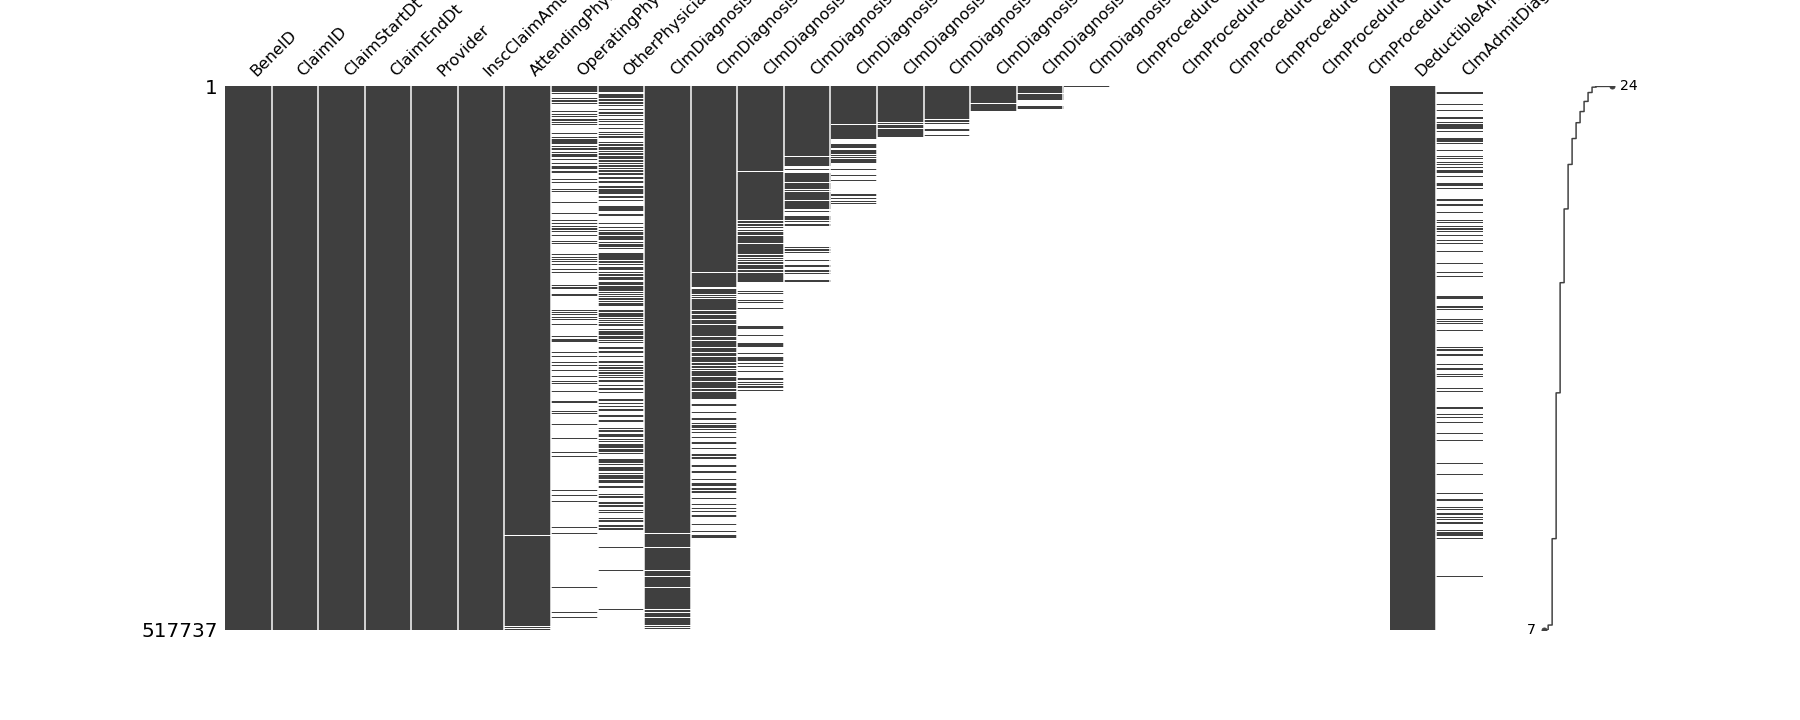 BeneID
ClaimID
ClaimStartDt
ClaimEndDt
Provider
InscClaimAm
AttendingPhy
OperatingPhy
OtherPhysicia
ClmDiagnosis
ClmDiagnosis
ClmDiagnosis
ClmDiagnosis
ClmDiagnosis
ClmDiagnosis
ClmDiagnosis
ClmDiagnosis
ClmDiagnosis
ClmDiagnosis
ClmProcedure
ClmProcedure
ClmProcedure
ClmProcedure
ClmProcedure
ClmProcedure
DeductibleAm
ClmAdmitDiag
1
24
517737
7